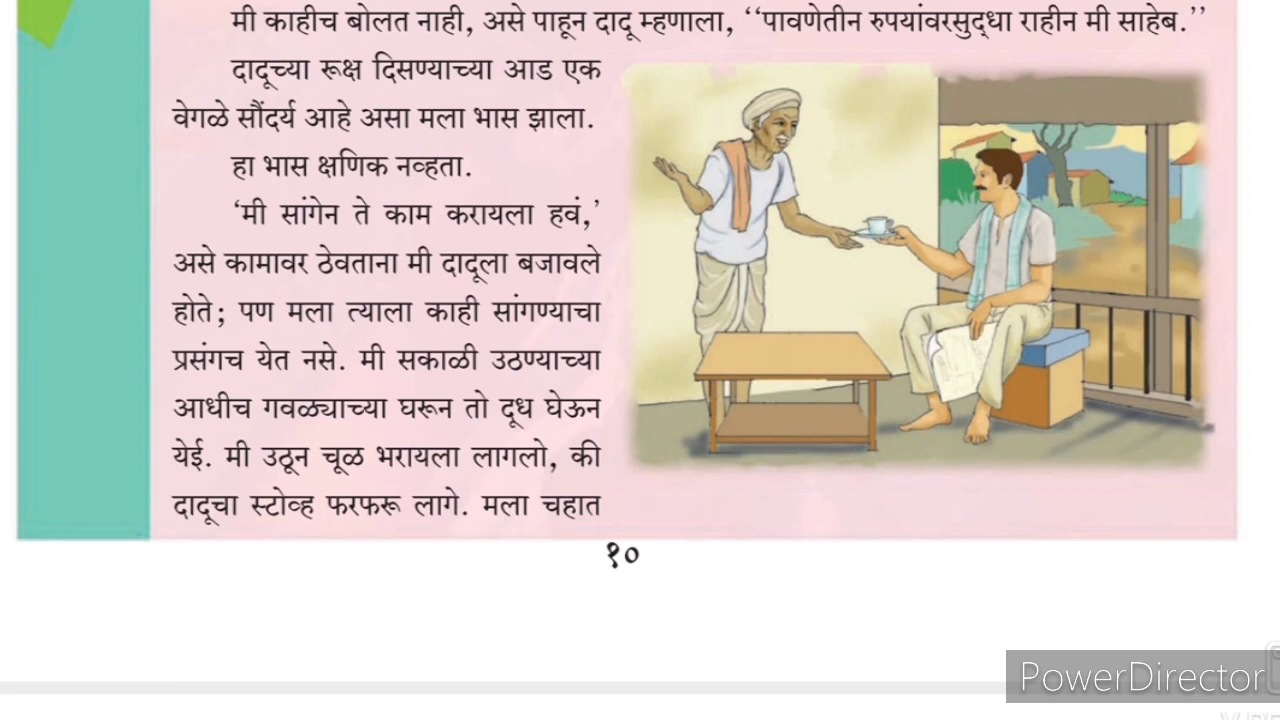 मी काहीच बोलत नाही, असे पाहून दादू म्हणाला, ‘‘पावणेतीन रुपयांवरसुद्धा राहीन मी साहेब.’’
दादूच्या रूक्ष दिसण्याच्या आड एक
वेगळे सौंदर्य आहे असा मला भास झाला.
हा भास क्षणिक नव्हता.
‘मी सांगेन ते काम करायला हवं,’
असे कामावर ठेवताना मी दादूला बजावले
होते; पण मला त्याला काही सांगण्याचा
प्रसंगच येत नसे. मी सकाळी उठण्याच्या
आधीच गवळ्याच्या घरून तो दूध घेऊन
येई. मी उठून चूळ भरायला लागलो, की
दादूचा स्टोव्ह फरफरू लागे. मला चहात
१०
PowerDirector